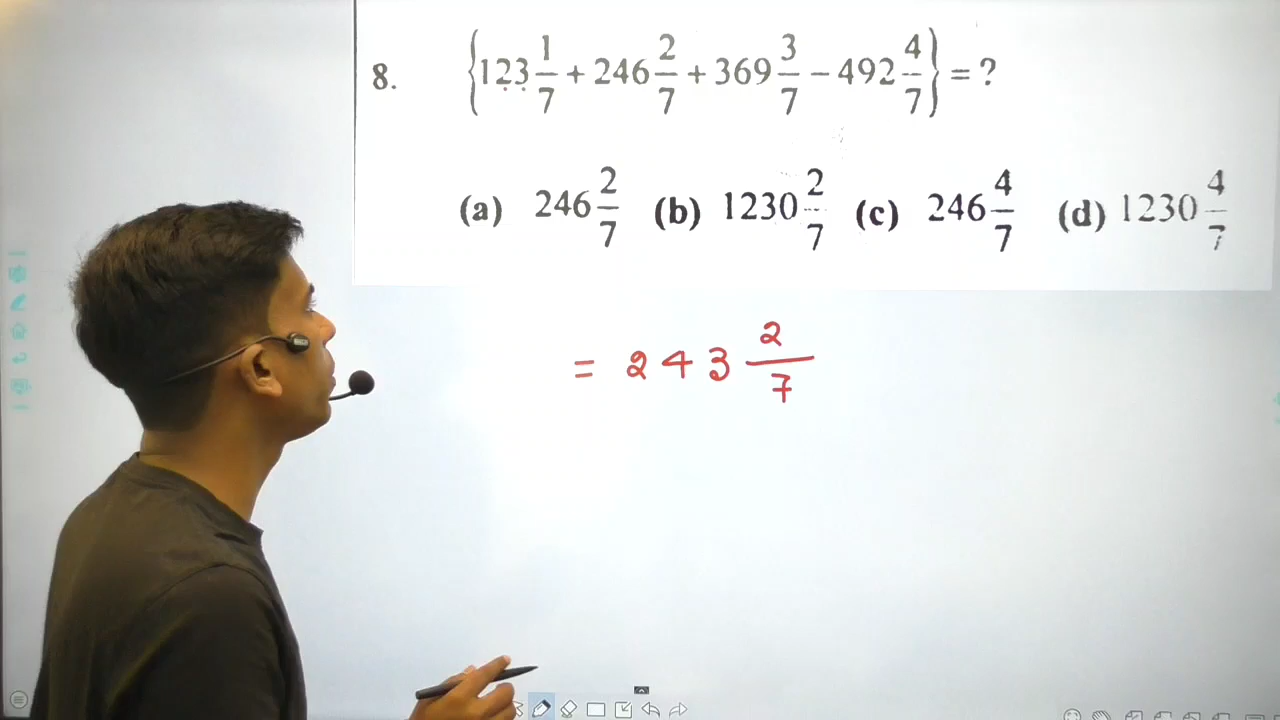 8. {123 1/7 + 246 2/7 + 369 3/7 − 492 4/7} = ?
(a) 246 2/7 (b) 1230 2/7 (c) 246 4/7 (d) 1230 4/7
= 243 2/7